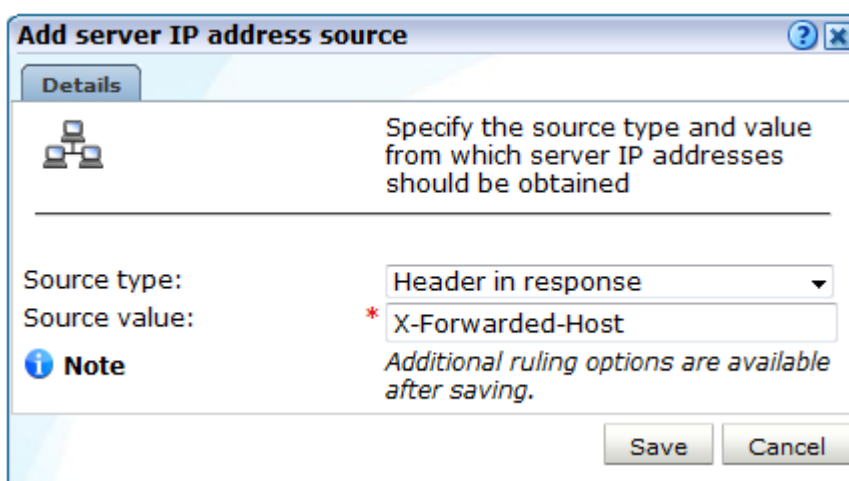 Add server IP address source
?
Details
Specify the source type and value
from which server IP addresses
should be obtained
Source type:
Header in response
Source value:
* X-Forwarded-Host
i Note
Additional ruling options are available
after saving.
Save
Cancel